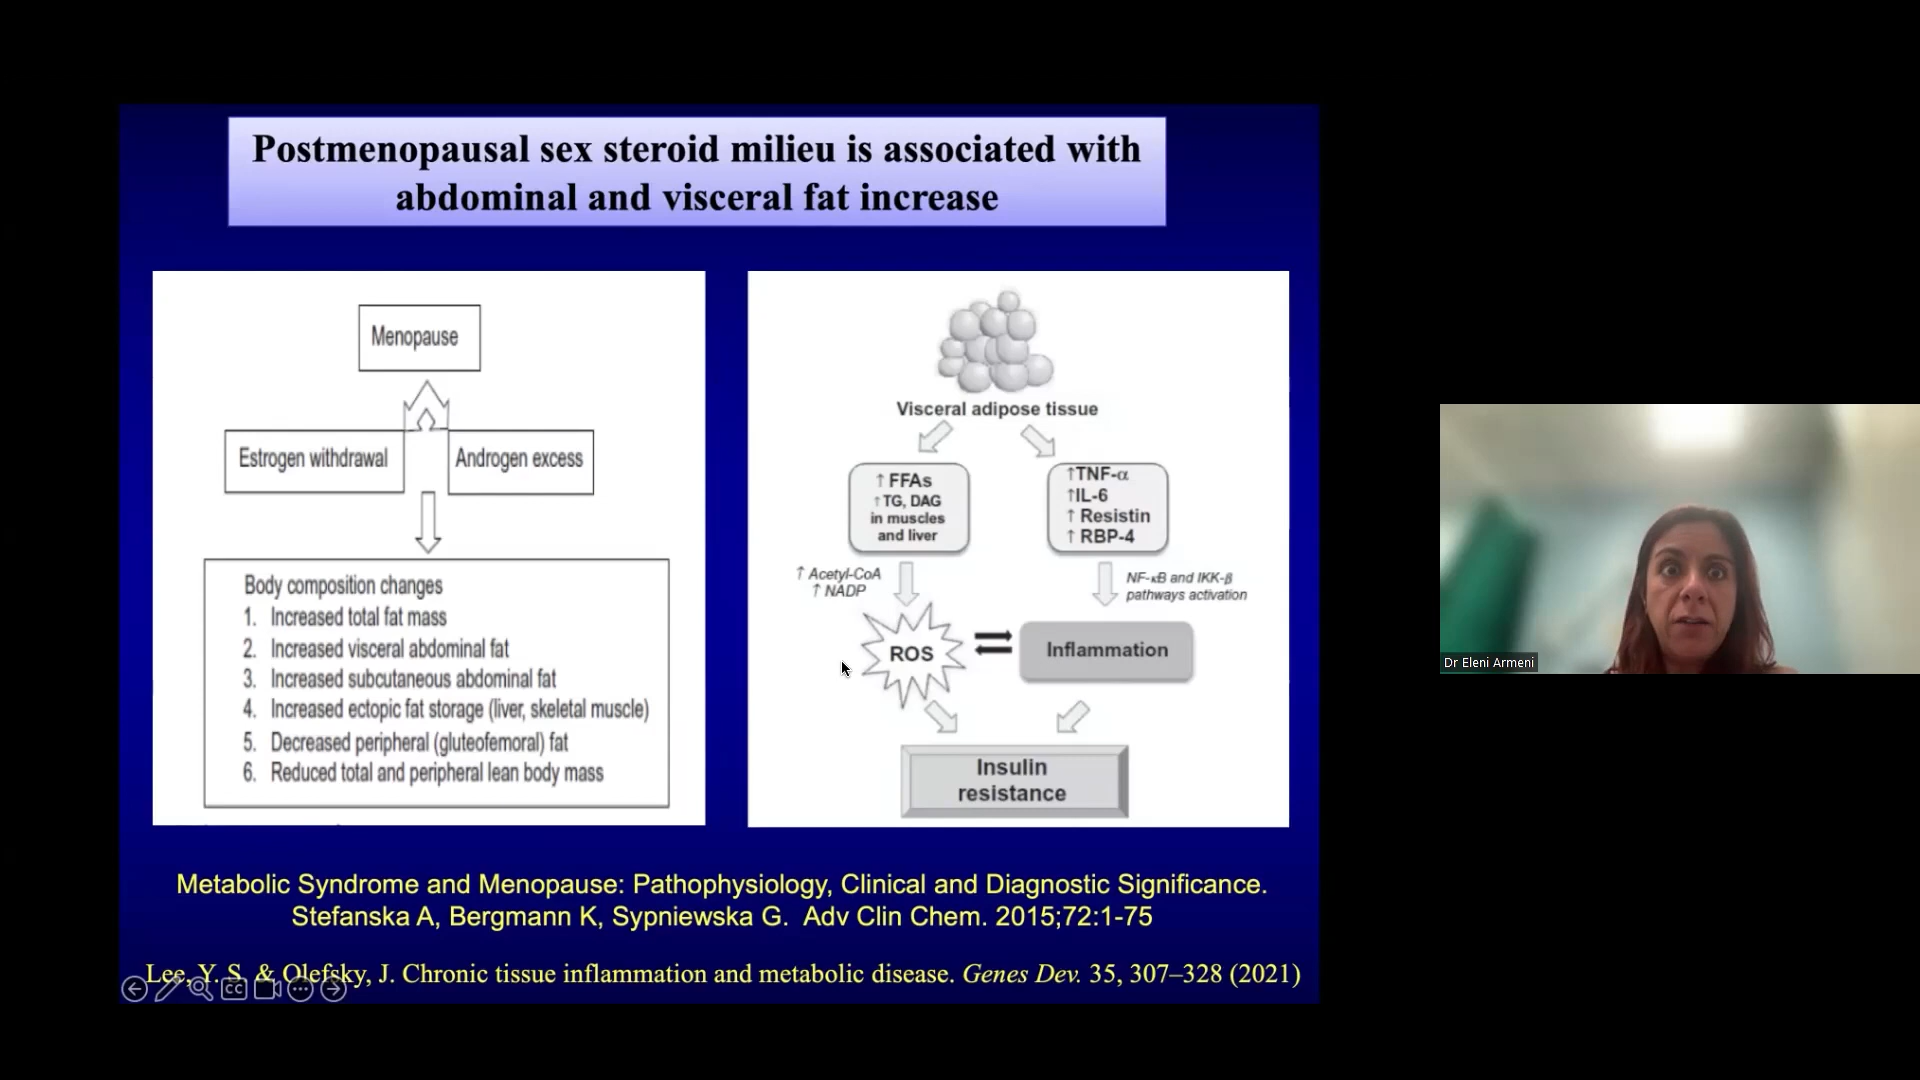 Postmenopausal sex steroid milieu is associated with
abdominal and visceral fat increase
Menopause
Estrogen withdrawal
Androgen excess
Body composition changes
1. Increased total fat mass
2. Increased visceral abdominal fat
3. Increased subcutaneous abdominal fat
4. Increased ectopic fat storage (liver, skeletal muscle)
5. Decreased peripheral (gluteofemoral) fat
6. Reduced total and peripheral lean body mass
Visceral adipose tissue
↑ FFAs
↑ TG, DAG
in muscles
and liver
↑TNF-α
↑IL-6
↑ Resistin
↑ RBP-4
↑ Acetyl-CoA
↑ NADP
NF-κB and IKK-β
pathways activation
ROS
Inflammation
Insulin
resistance
Metabolic Syndrome and Menopause: Pathophysiology, Clinical and Diagnostic Significance.
Stefanska A, Bergmann K, Sypniewska G. Adv Clin Chem. 2015;72:1-75
Lee, Y. S. & Olefsky, J. Chronic tissue inflammation and metabolic disease. Genes Dev. 35, 307–328 (2021)
CC
Dr Eleni Armeni